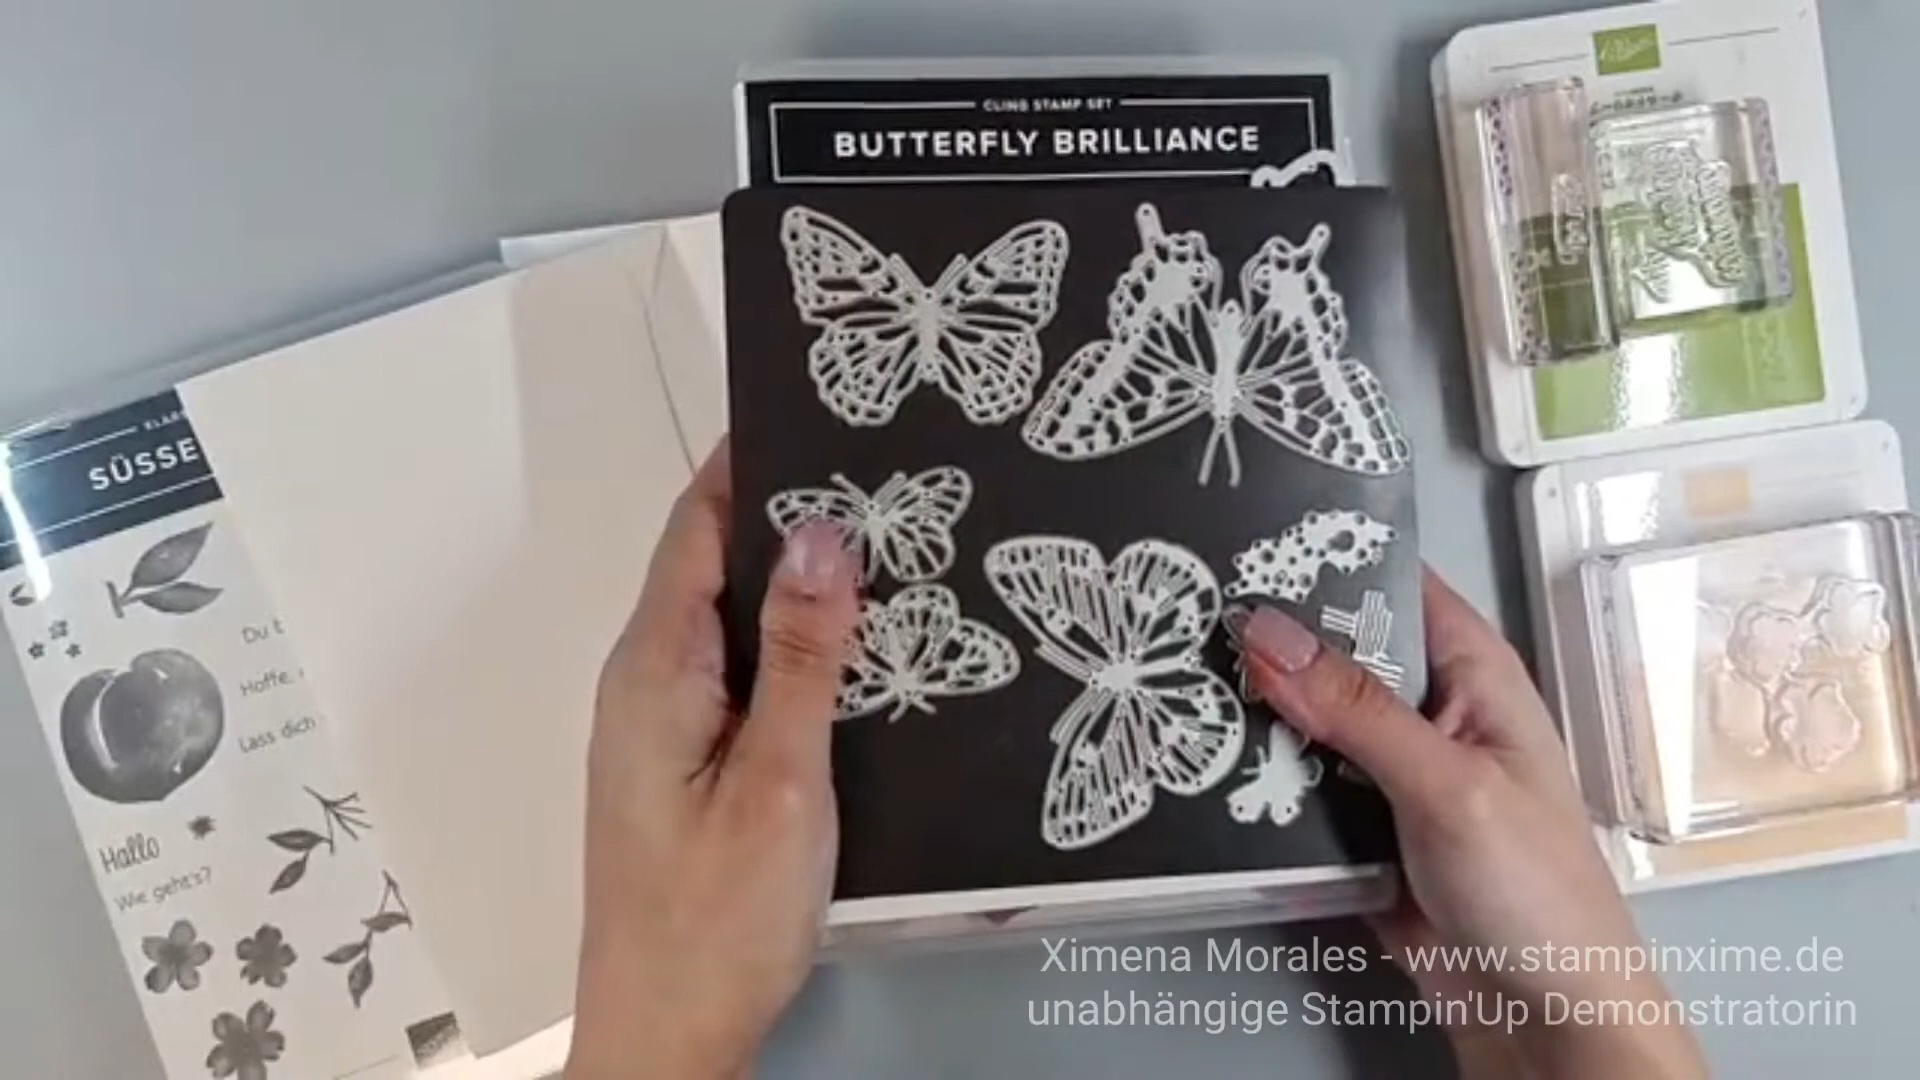 CLING STAMP SET
BUTTERFLY BRILLIANCE
SÜSSE
Du
Hoffe,
Lass dich
Hallo
Wie geht's?
Ximena Morales - www.stampinxime.de
unabhängige Stampin'Up Demonstratorin